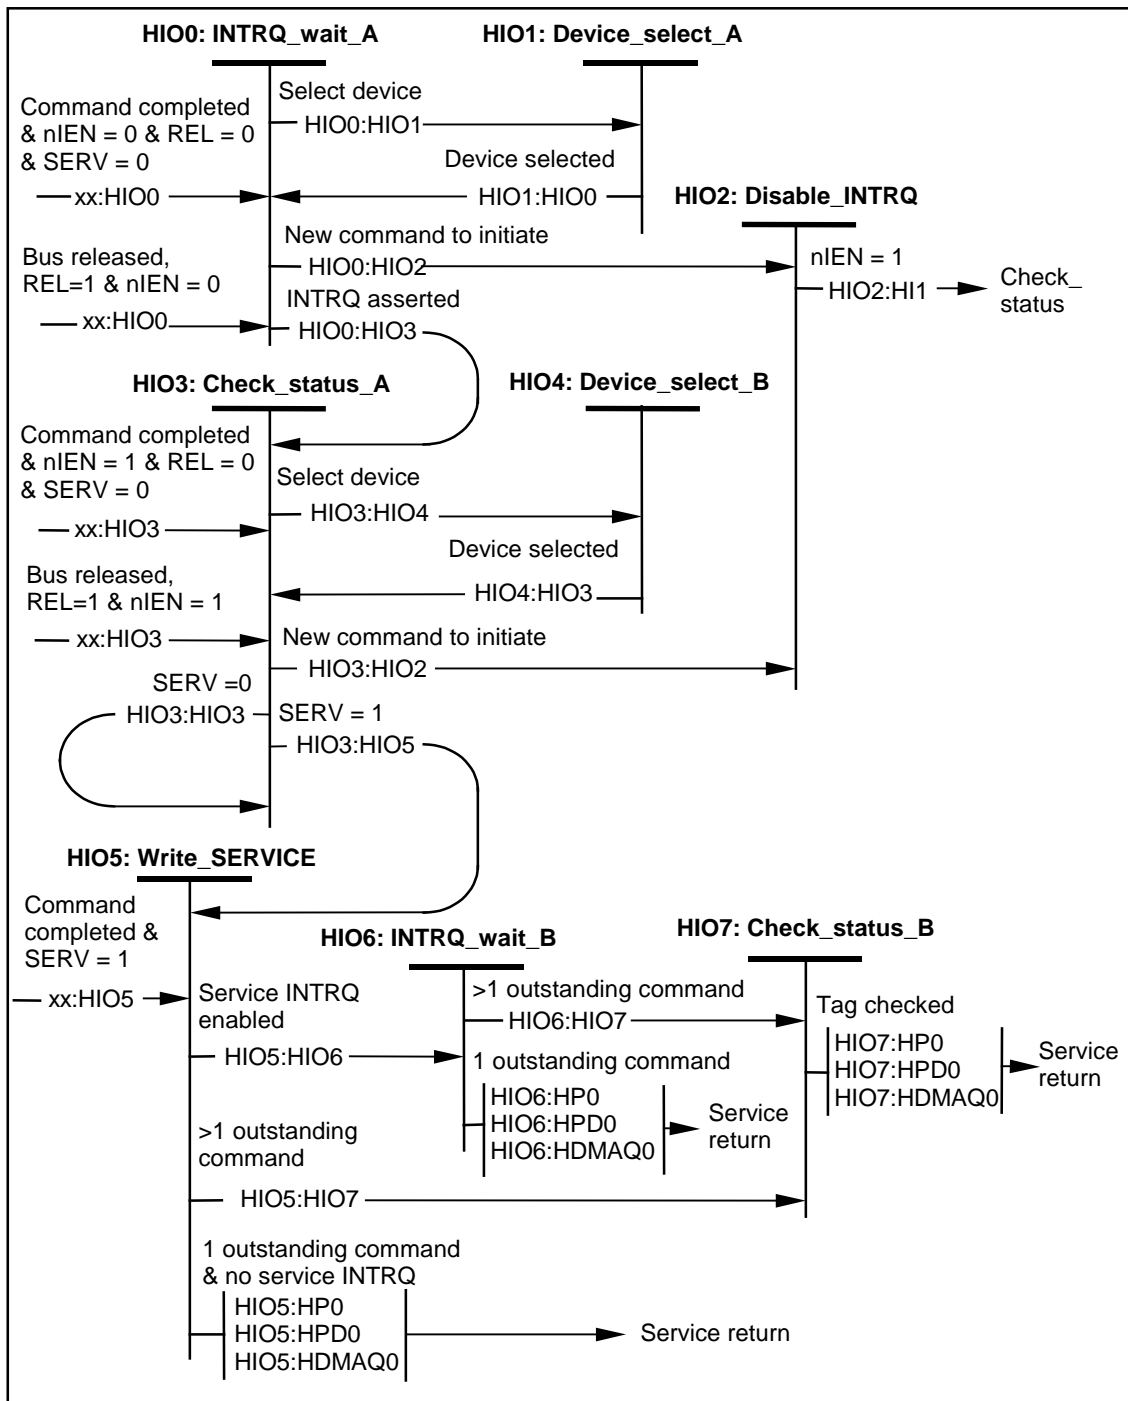 HIO0: INTRQ_wait_A
HIO1: Device_select_A
Command completed
& nIEN = 0 & REL = 0
& SERV = 0
xx:HIO0
Select device
HIO0:HIO1
Device selected
HIO1:HIO0
HIO2: Disable_INTRQ
Bus released,
REL=1 & nIEN = 0
xx:HIO0
New command to initiate
HIO0:HIO2
INTRQ asserted
HIO0:HIO3
nIEN = 1
HIO2:HI1
Check_
status
HIO3: Check_status_A
HIO4: Device_select_B
Command completed
& nIEN = 1 & REL = 0
& SERV = 0
xx:HIO3
Select device
HIO3:HIO4
Device selected
HIO4:HIO3
Bus released,
REL=1 & nIEN = 1
xx:HIO3
New command to initiate
HIO3:HIO2
SERV =0
HIO3:HIO3
SERV = 1
HIO3:HIO5
HIO5: Write_SERVICE
Command
completed &
SERV = 1
xx:HIO5
HIO6: INTRQ_wait_B
HIO7: Check_status_B
Service INTRQ
enabled
HIO5:HIO6
>1 outstanding command
HIO6:HIO7
1 outstanding command
HIO6:HP0
HIO6:HPD0
HIO6:HDMAQ0
Service
return
Tag checked
HIO7:HP0
HIO7:HPD0
HIO7:HDMAQ0
Service
return
>1 outstanding
command
HIO5:HIO7
1 outstanding command
& no service INTRQ
HIO5:HP0
HIO5:HPD0
HIO5:HDMAQ0
Service return